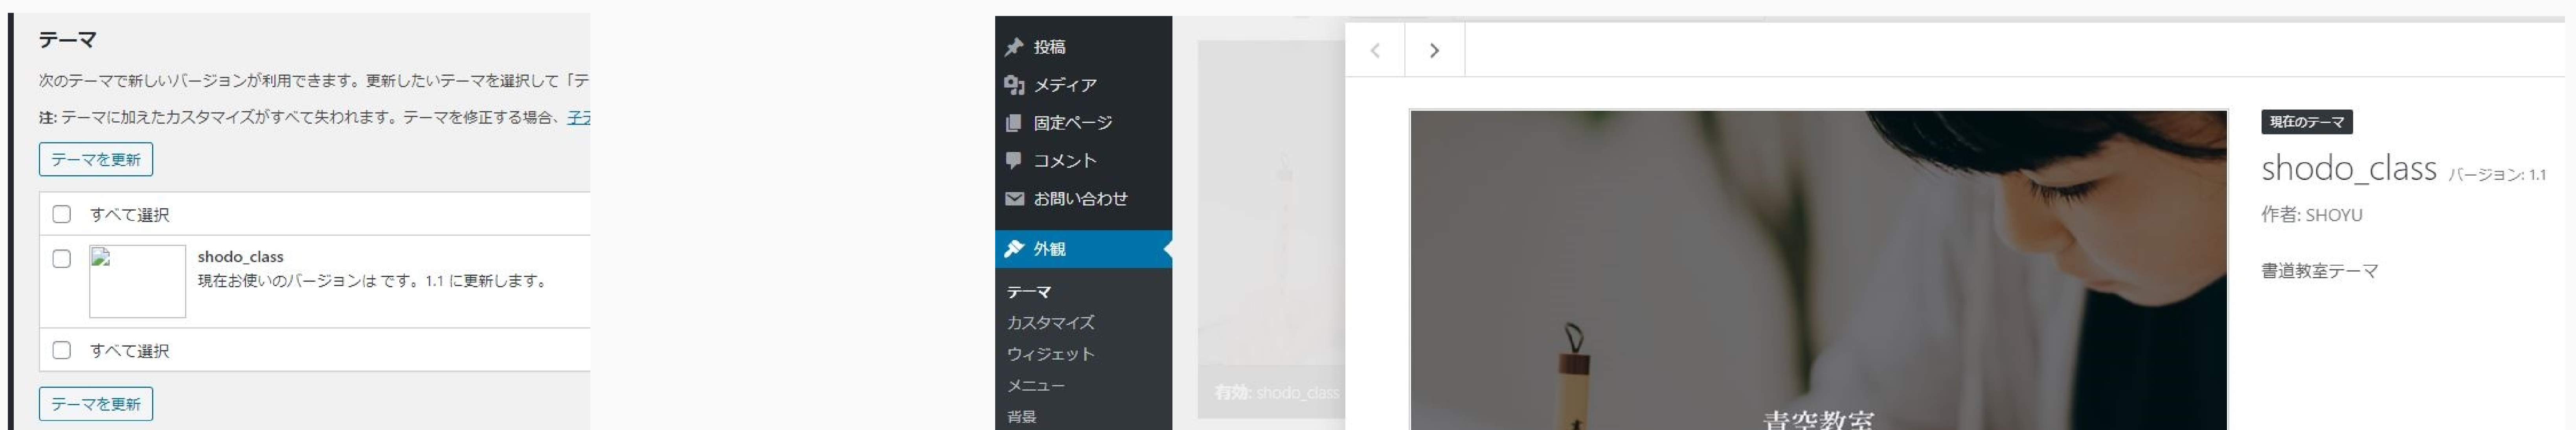 テーマ
次のテーマで新しいバージョンが利用できます。更新したいテーマを選択して「テ
注: テーマに加えたカスタマイズがすべて失われます。テーマを修正する場合、子テ
テーマを更新
すべて選択
shodo_class
現在お使いのバージョンは です。1.1 に更新します。
すべて選択
テーマを更新
投稿
メディア
固定ページ
コメント
お問い合わせ
外観
テーマ
カスタマイズ
ウィジェット
メニュー
背景
有効: shodo_class
青空教室
現在のテーマ
shodo_class バージョン: 1.1
作者: SHOYU
書道教室テーマ